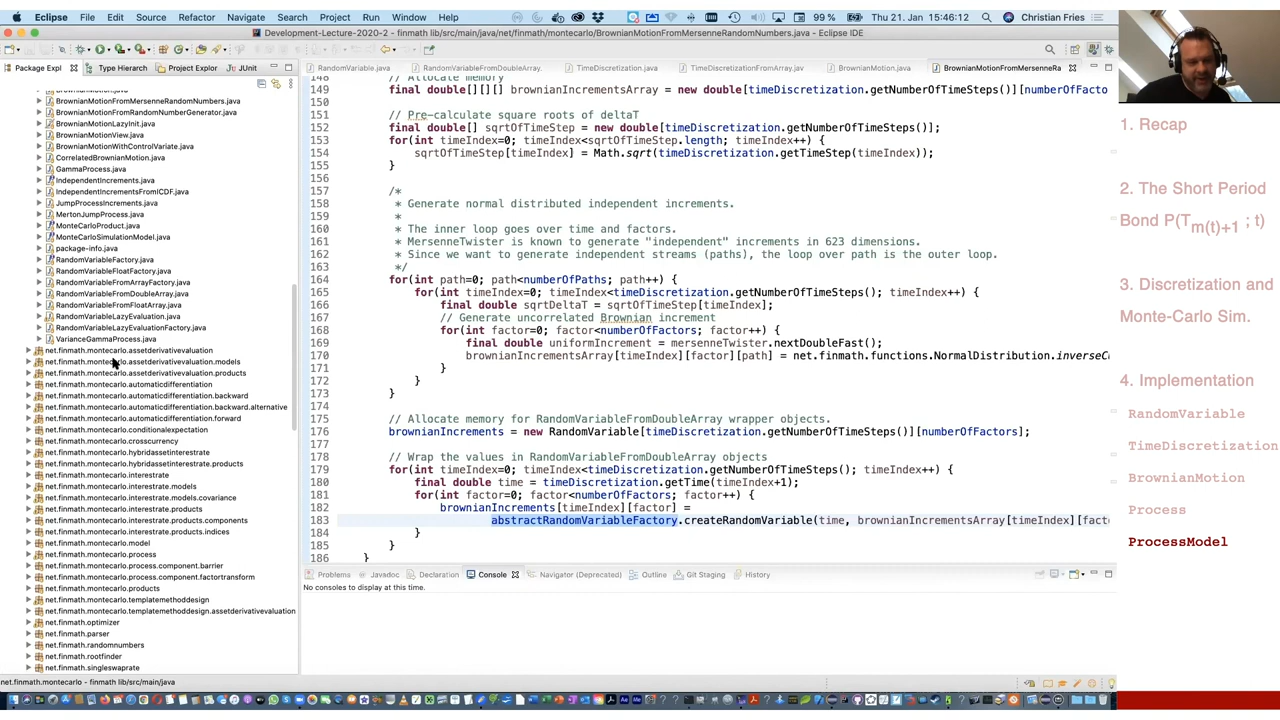 Eclipse File Edit Source Refactor Navigate Search Project Run Window Help 99 % Thu 21. Jan 15:46:12 Christian Fries
Development-Lecture-2020-2 - finmath lib/src/main/java/net/finmath/montecarlo/BrownianMotionFromMersenneRandomNumbers.java - Eclipse IDE
Package Expl Type Hierarch Project Explor JUnit
BrownianMotionFromMersenneRandomNumbers.java
BrownianMotionFromRandomNumberGenerator.java
BrownianMotionLazyInit.java
BrownianMotionView.java
BrownianMotionWithControlVariate.java
CorrelatedBrownianMotion.java
GammaProcess.java
IndependentIncrements.java
IndependentIncrementsFromICDF.java
JumpProcessIncrements.java
MertonJumpProcess.java
MonteCarloProduct.java
MonteCarloSimulationModel.java
package-info.java
RandomVariableFactory.java
RandomVariableFloatFactory.java
RandomVariableFromArrayFactory.java
RandomVariableFromDoubleArray.java
RandomVariableFromFloatArray.java
RandomVariableLazyEvaluation.java
RandomVariableLazyEvaluationFactory.java
VarianceGammaProcess.java
net.finmath.montecarlo.assetderivativevaluation
net.finmath.montecarlo.assetderivativevaluation.models
net.finmath.montecarlo.assetderivativevaluation.products
net.finmath.montecarlo.automaticdifferentiation
net.finmath.montecarlo.automaticdifferentiation.backward
net.finmath.montecarlo.automaticdifferentiation.backward.alternative
net.finmath.montecarlo.automaticdifferentiation.forward
net.finmath.montecarlo.conditionalexpectation
net.finmath.montecarlo.crosscurrency
net.finmath.montecarlo.hybridassetinterestrate
net.finmath.montecarlo.hybridassetinterestrate.products
net.finmath.montecarlo.interestrate
net.finmath.montecarlo.interestrate.models
net.finmath.montecarlo.interestrate.models.covariance
net.finmath.montecarlo.interestrate.products
net.finmath.montecarlo.interestrate.products.components
net.finmath.montecarlo.interestrate.products.indices
net.finmath.montecarlo.model
net.finmath.montecarlo.process
net.finmath.montecarlo.process.component.barrier
net.finmath.montecarlo.process.component.factortransform
net.finmath.montecarlo.products
net.finmath.montecarlo.templatemethoddesign
net.finmath.montecarlo.templatemethoddesign.assetderivativevaluation
net.finmath.optimizer
net.finmath.parser
net.finmath.randomnumbers
net.finmath.rootfinder
net.finmath.singleswaprate
net.finmath.montecarlo - finmath lib/src/main/java
RandomVariable.java RandomVariableFromDoubleArray. TimeDiscretization.java TimeDiscretizationFromArray.jav BrownianMotion.java BrownianMotionFromMersenneRa
148 // Allocate memory
149 final double[][][] brownianIncrementsArray = new double[timeDiscretization.getNumberOfTimeSteps()][numberOfFacto
150
151 // Pre-calculate square roots of deltaT
152 final double[] sqrtOfTimeStep = new double[timeDiscretization.getNumberOfTimeSteps()];
153 for(int timeIndex=0; timeIndex<sqrtOfTimeStep.length; timeIndex++) {
154 sqrtOfTimeStep[timeIndex] = Math.sqrt(timeDiscretization.getTimeStep(timeIndex));
155 }
156
157 /*
158 * Generate normal distributed independent increments.
159 *
160 * The inner loop goes over time and factors.
161 * MersenneTwister is known to generate "independent" increments in 623 dimensions.
162 * Since we want to generate independent streams (paths), the loop over path is the outer loop.
163 */
164 for(int path=0; path<numberOfPaths; path++) {
165 for(int timeIndex=0; timeIndex<timeDiscretization.getNumberOfTimeSteps(); timeIndex++) {
166 final double sqrtDeltaT = sqrtOfTimeStep[timeIndex];
167 // Generate uncorrelated Brownian increment
168 for(int factor=0; factor<numberOfFactors; factor++) {
169 final double uniformIncrement = mersenneTwister.nextDoubleFast();
170 brownianIncrementsArray[timeIndex][factor][path] = net.finmath.functions.NormalDistribution.inverseC
171 }
172 }
173 }
174
175 // Allocate memory for RandomVariableFromDoubleArray wrapper objects.
176 brownianIncrements = new RandomVariable[timeDiscretization.getNumberOfTimeSteps()][numberOfFactors];
177
178 // Wrap the values in RandomVariableFromDoubleArray objects
179 for(int timeIndex=0; timeIndex<timeDiscretization.getNumberOfTimeSteps(); timeIndex++) {
180 final double time = timeDiscretization.getTime(timeIndex+1);
181 for(int factor=0; factor<numberOfFactors; factor++) {
182 brownianIncrements[timeIndex][factor] =
183 abstractRandomVariableFactory.createRandomVariable(time, brownianIncrementsArray[timeIndex][fact
184 }
185 }
186 }
Problems Javadoc Declaration Console Navigator (Deprecated) Outline Git Staging History
No consoles to display at this time.
1. Recap
2. The Short Period
Bond P(Tm(t)+1 ; t)
3. Discretization and
Monte-Carlo Sim.
4. Implementation
RandomVariable
TimeDiscretization
BrownianMotion
Process
ProcessModel